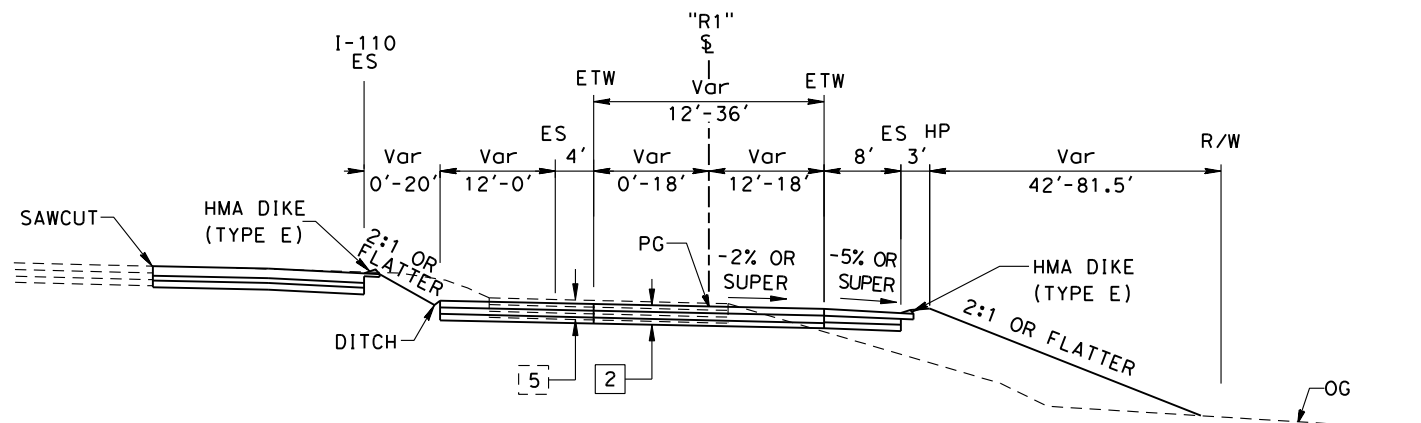 "R1"
℄
I-110
ES
ETW
Var
12'-36'
ETW
ES
4'
ES
HP
8'
3'
R/W
Var
0'-20'
Var
12'-0'
Var
0'-18'
Var
12'-18'
Var
42'-81.5'
SAWCUT
HMA DIKE
(TYPE E)
2:1 OR
FLATTER
PG
-2% OR
SUPER
-5% OR
SUPER
HMA DIKE
(TYPE E)
2:1 OR FLATTER
DITCH
5
2
OG